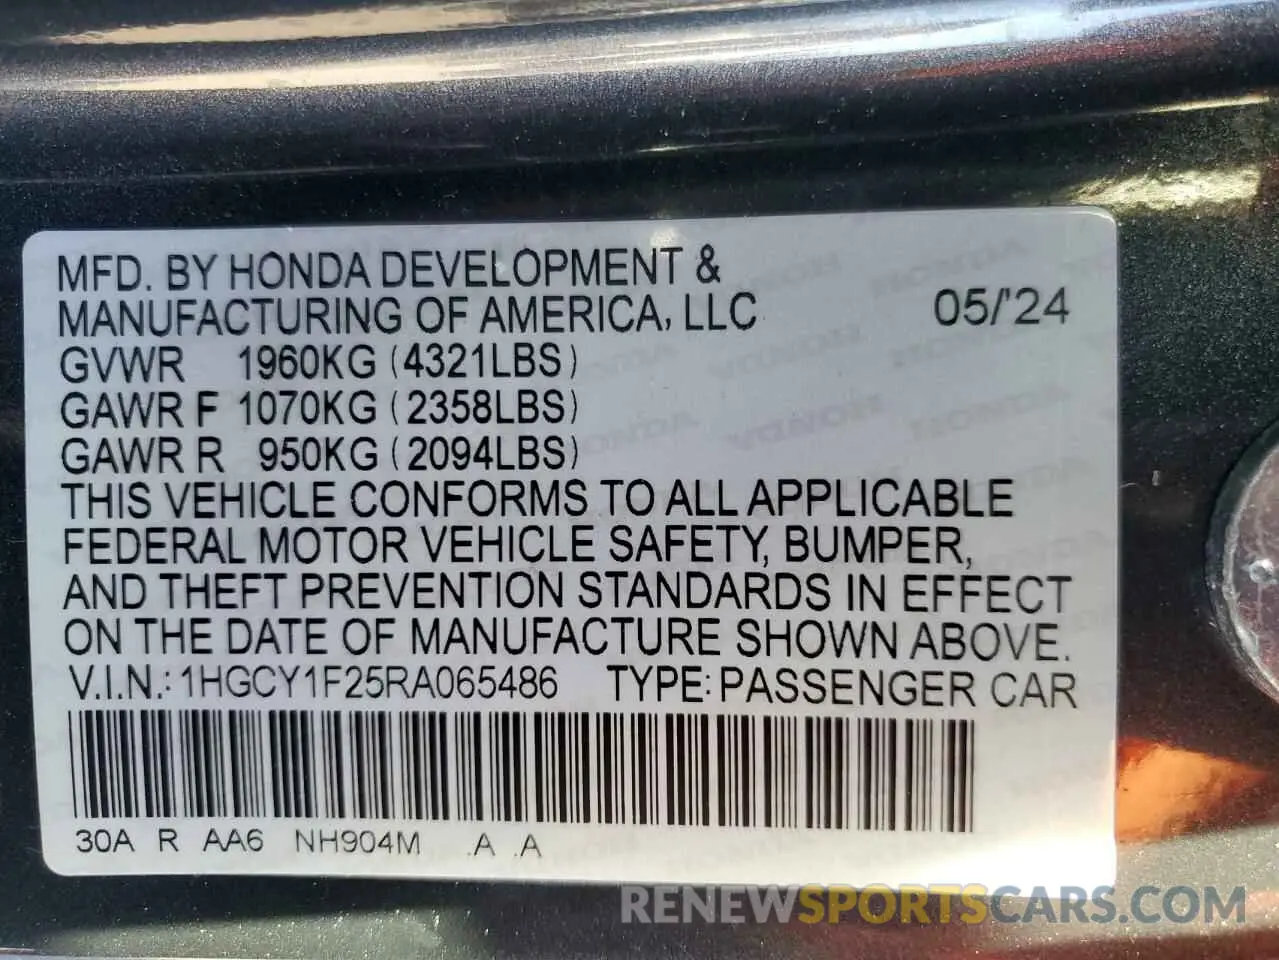 MFD. BY HONDA DEVELOPMENT &
MANUFACTURING OF AMERICA, LLC 05/'24
GVWR 1960KG (4321LBS)
GAWR F 1070KG (2358LBS)
GAWR R 950KG (2094LBS)
THIS VEHICLE CONFORMS TO ALL APPLICABLE
FEDERAL MOTOR VEHICLE SAFETY, BUMPER,
AND THEFT PREVENTION STANDARDS IN EFFECT
ON THE DATE OF MANUFACTURE SHOWN ABOVE.
V.I.N.: 1HGCY1F25RA065486 TYPE: PASSENGER CAR
30A R AA6 NH904M .A .A
RENEWSPORTSCARS.COM